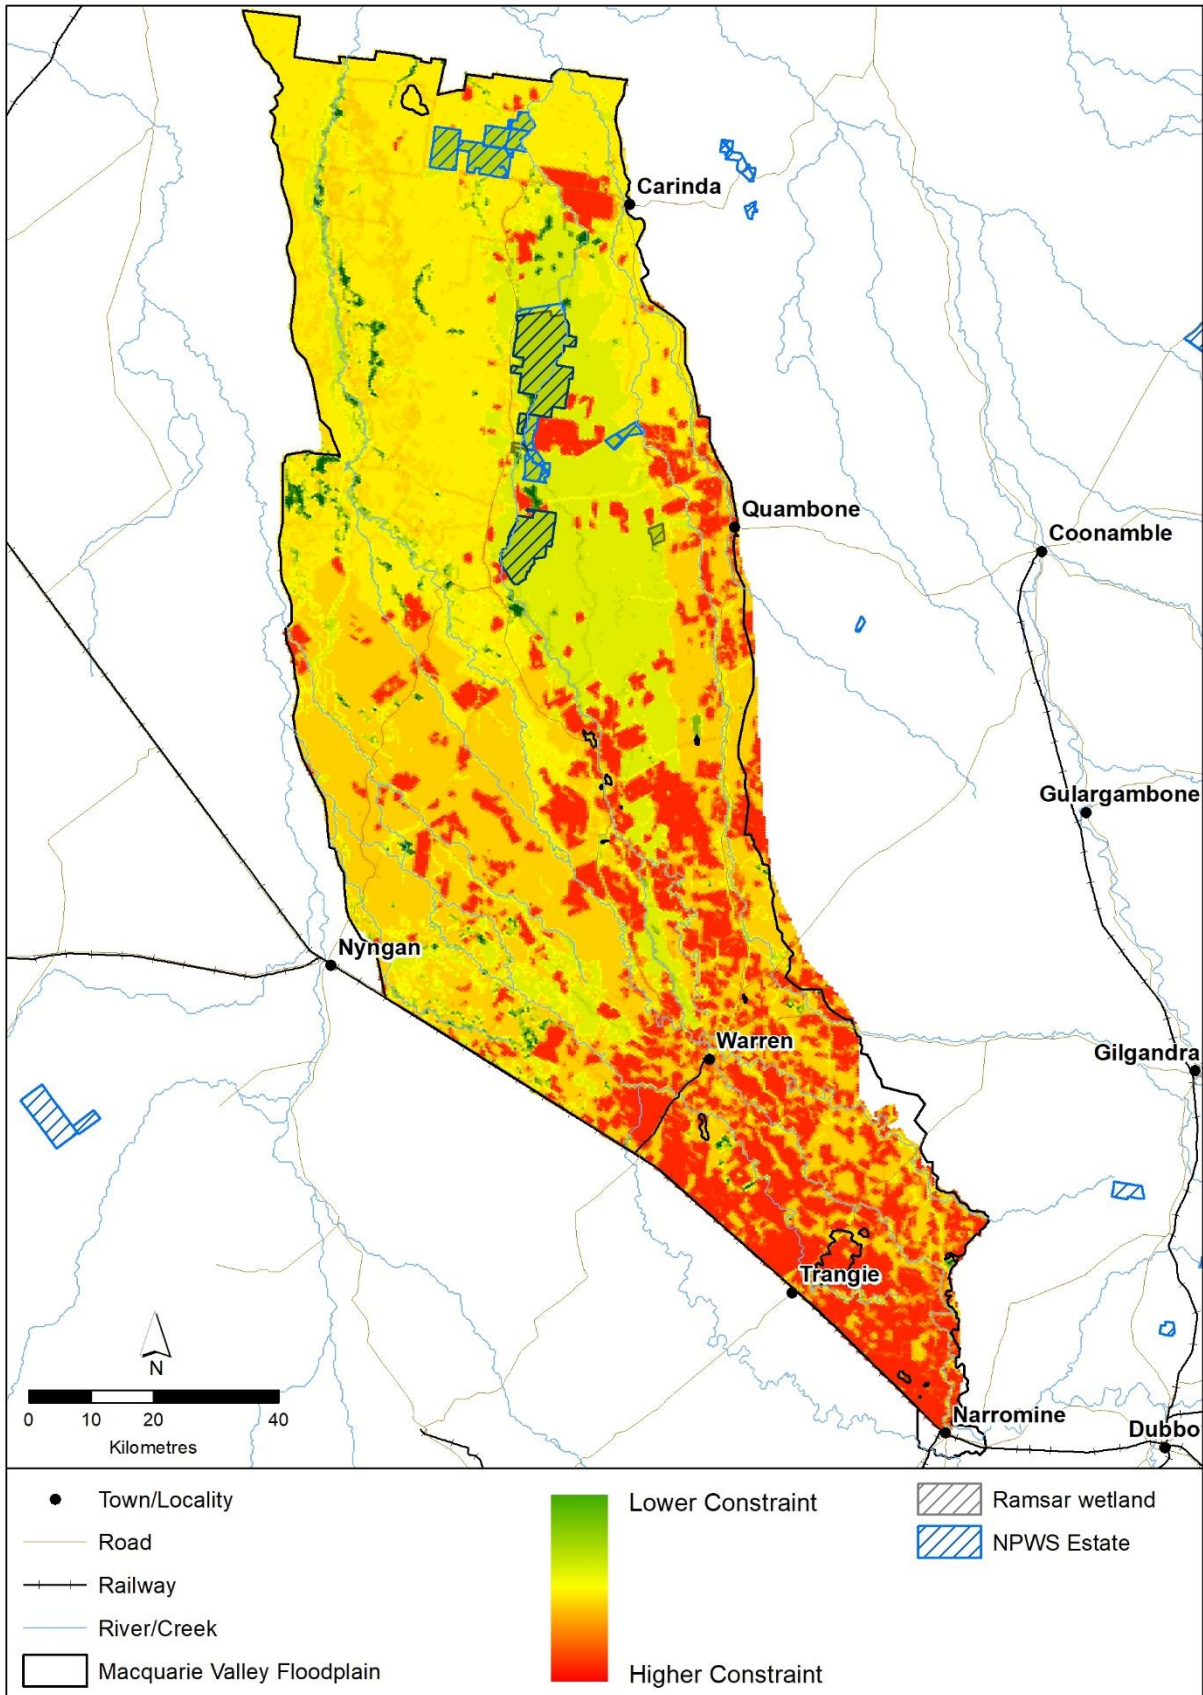 Carinda
Quambone
Coonamble
Gulargambone
Nyngan
Warren
Gilgandra
Trangie
N
0 10 20 40
Kilometres
Narromine
Dubbo
Town/Locality
Road
Railway
River/Creek
Macquarie Valley Floodplain
Lower Constraint
Higher Constraint
Ramsar wetland
NPWS Estate